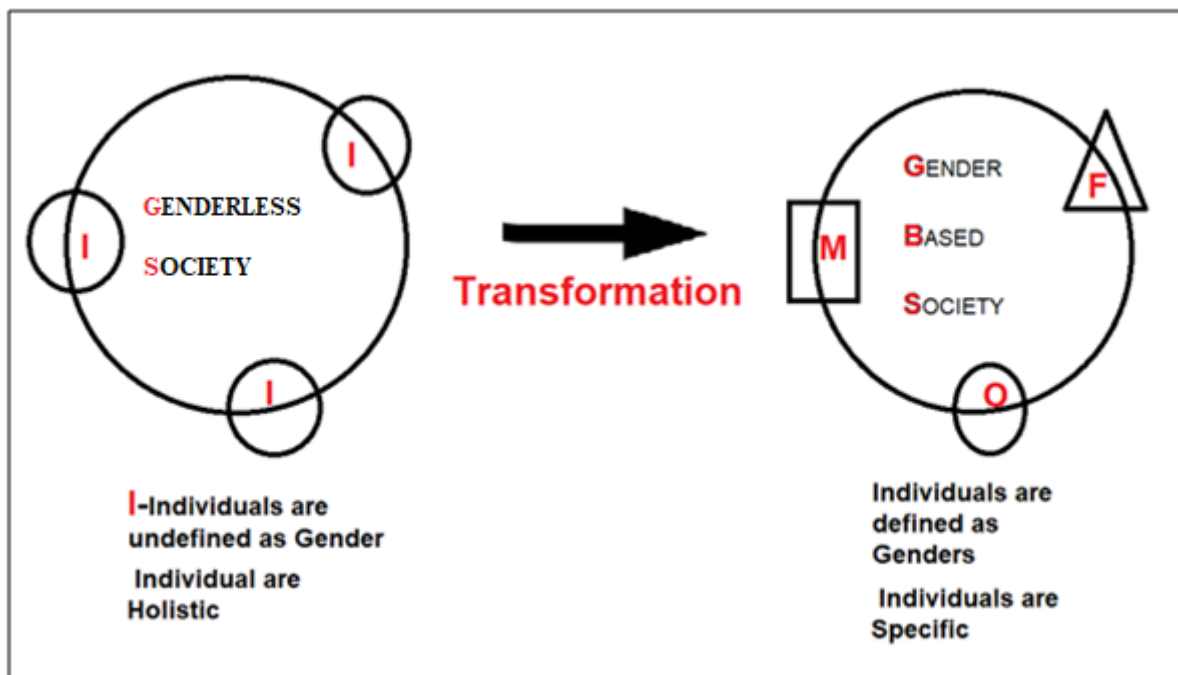 I
I
I
GENDERLESS
SOCIETY
I-Individuals are
undefined as Gender
Individual are
Holistic
Transformation
GENDER
BASED
SOCIETY
F
M
O
Individuals are
defined as
Genders
Individuals are
Specific